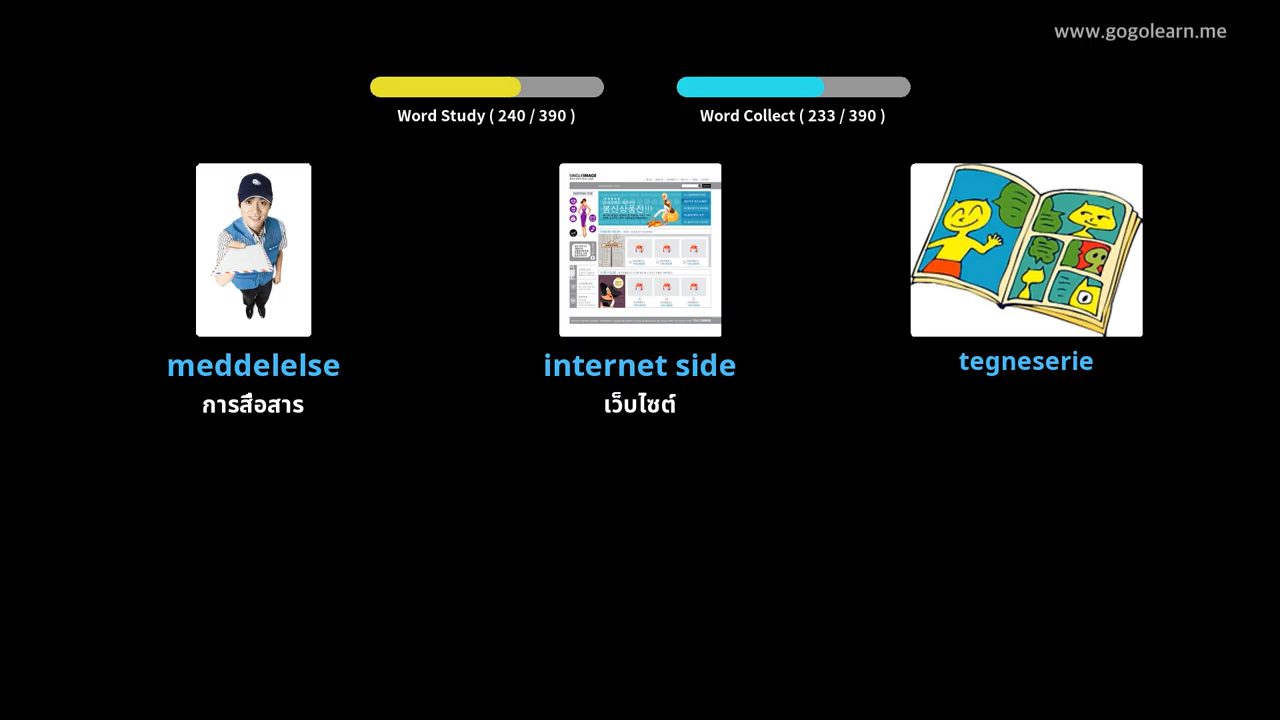 www.gogolearn.me
Word Study ( 240 / 390 )
Word Collect ( 233 / 390 )
meddelelse
การสื่อสาร
internet side
เว็บไซต์
tegneserie